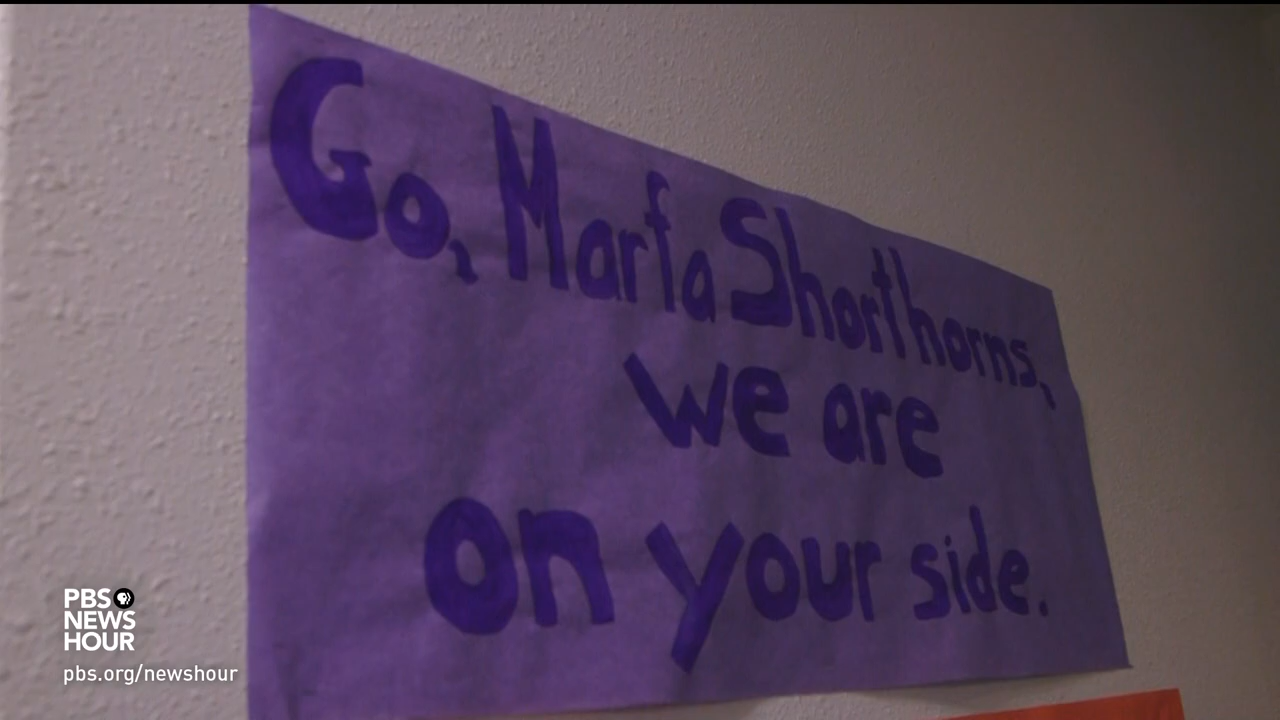 Go, Marfa Shorthorns,
we are
on your side.
PBS
NEWS
HOUR
pbs.org/newshour